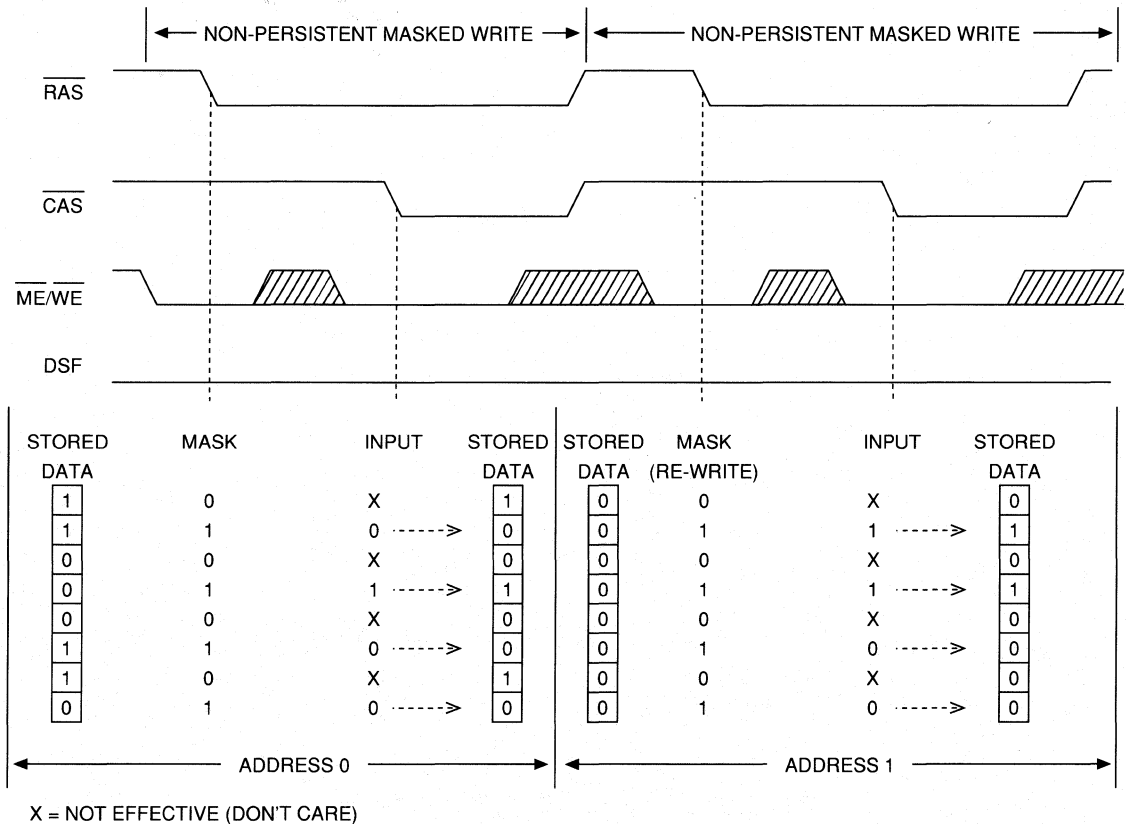 NON-PERSISTENT MASKED WRITE NON-PERSISTENT MASKED WRITE
RAS
CAS
ME/WE
DSF
STORED MASK INPUT STORED STORED MASK INPUT STORED
DATA DATA DATA (RE-WRITE) DATA
1 0 X 1 0 0 X 0
1 1 0 0 0 1 1 1
0 0 X 0 0 0 X 0
0 1 1 1 0 1 1 1
0 0 X 0 0 0 X 0
1 1 0 0 0 1 0 0
1 0 X 1 0 0 X 0
0 1 0 0 0 1 0 0
ADDRESS 0 ADDRESS 1
X = NOT EFFECTIVE (DON'T CARE)